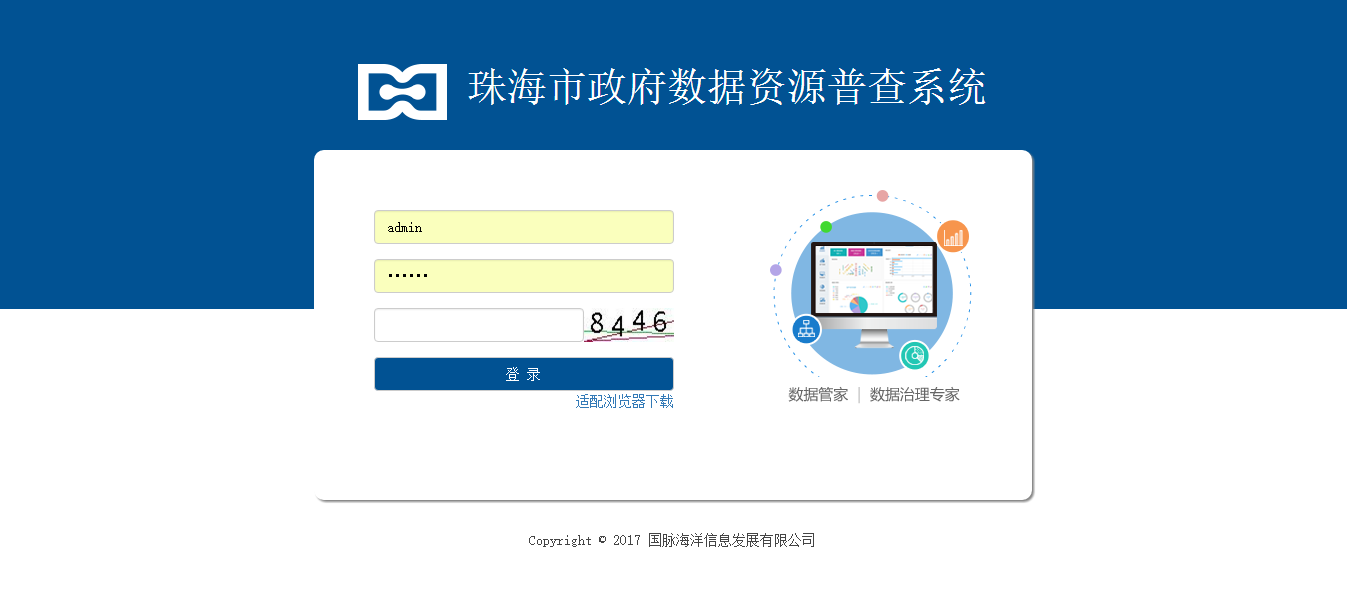 珠海市政府数据资源普查系统
admin
8446
登 录
适配浏览器下载
数据管家 | 数据治理专家
Copyright © 2017 国脉海洋信息发展有限公司